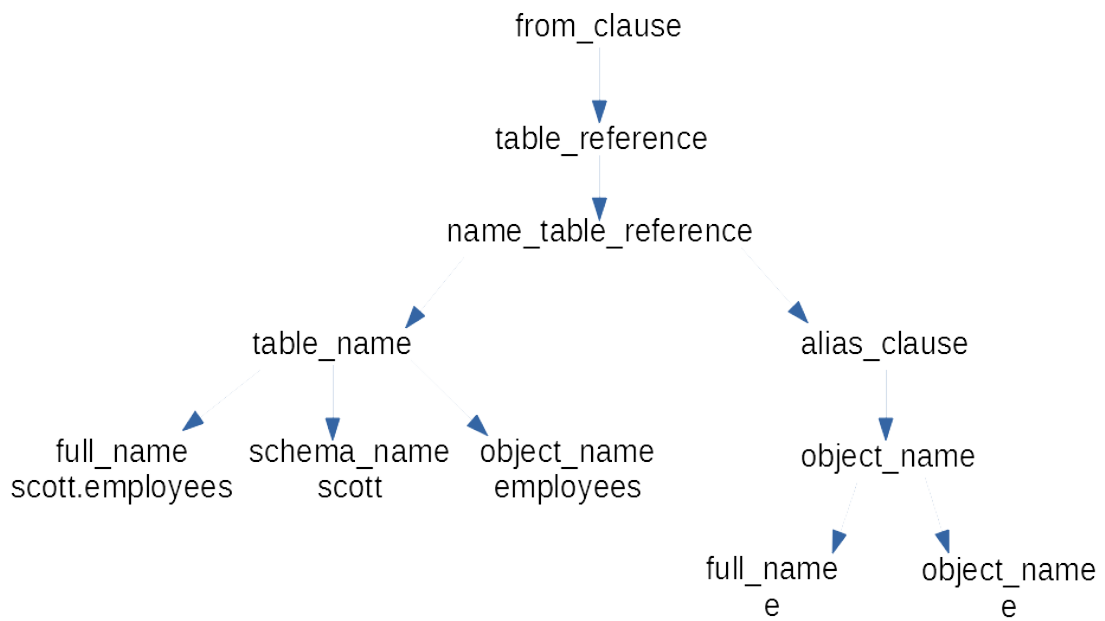 from_clause
table_reference
name_table_reference
table_name
alias_clause
full_name
scott.employees
schema_name
scott
object_name
employees
object_name
full_name
e
object_name
e